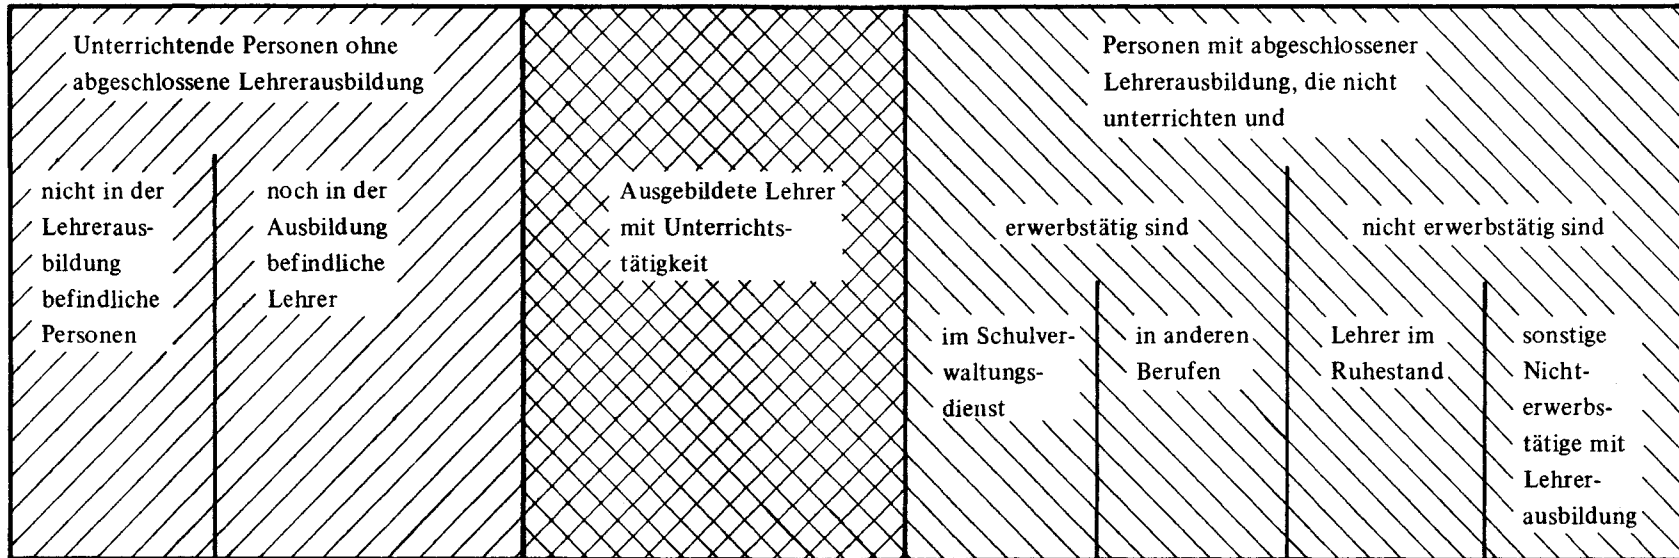 Unterrichtende Personen ohne
abgeschlossene Lehrerausbildung
nicht in der
Lehreraus-
bildung
befindliche
Personen
noch in der
Ausbildung
befindliche
Lehrer
Ausgebildete Lehrer
mit Unterrichts-
tätigkeit
Personen mit abgeschlossener
Lehrerausbildung, die nicht
unterrichten und
erwerbstätig sind
im Schulver-
waltungs-
dienst
in anderen
Berufen
nicht erwerbstätig sind
Lehrer im
Ruhestand
sonstige
Nicht-
erwerbs-
tätige mit
Lehrer-
ausbildung